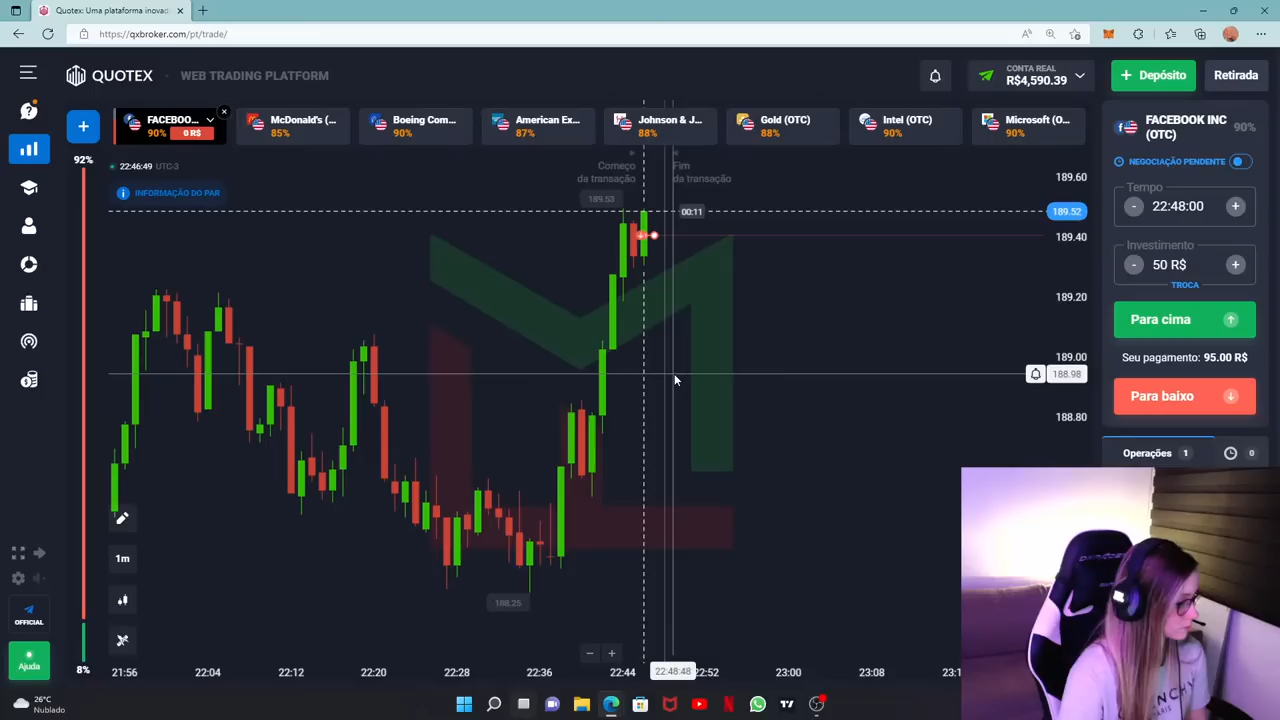 Quotex: Uma plataforma inovad
https://qxbroker.com/pt/trade/
QUOTEX
WEB TRADING PLATFORM
CONTA REAL
R$4,590.39
Depósito
Retirada
FACEBOO...
90%
0 R$
McDonald's (...
85%
Boeing Com...
90%
American Ex...
87%
Johnson & J...
88%
Gold (OTC)
88%
Intel (OTC)
90%
Microsoft (O...
90%
92%
22:46:49 UTC-3
INFORMAÇÃO DO PAR
Começo
da transação
Fim
da transação
189.53
00:11
189.60
189.52
189.40
189.20
189.00
188.98
188.80
188.25
FACEBOOK INC
(OTC)
90%
NEGOCIAÇÃO PENDENTE
Tempo
- 22:48:00 +
Investimento
- 50 R$ +
TROCA
Para cima
Seu pagamento: 95.00 R$
Para baixo
Operações 1
0
1m
OFFICIAL
Ajuda
8%
21:56
22:04
22:12
22:20
22:28
22:36
22:44
22:48:48
22:52
23:00
23:08
23:1
26°C
Nublado